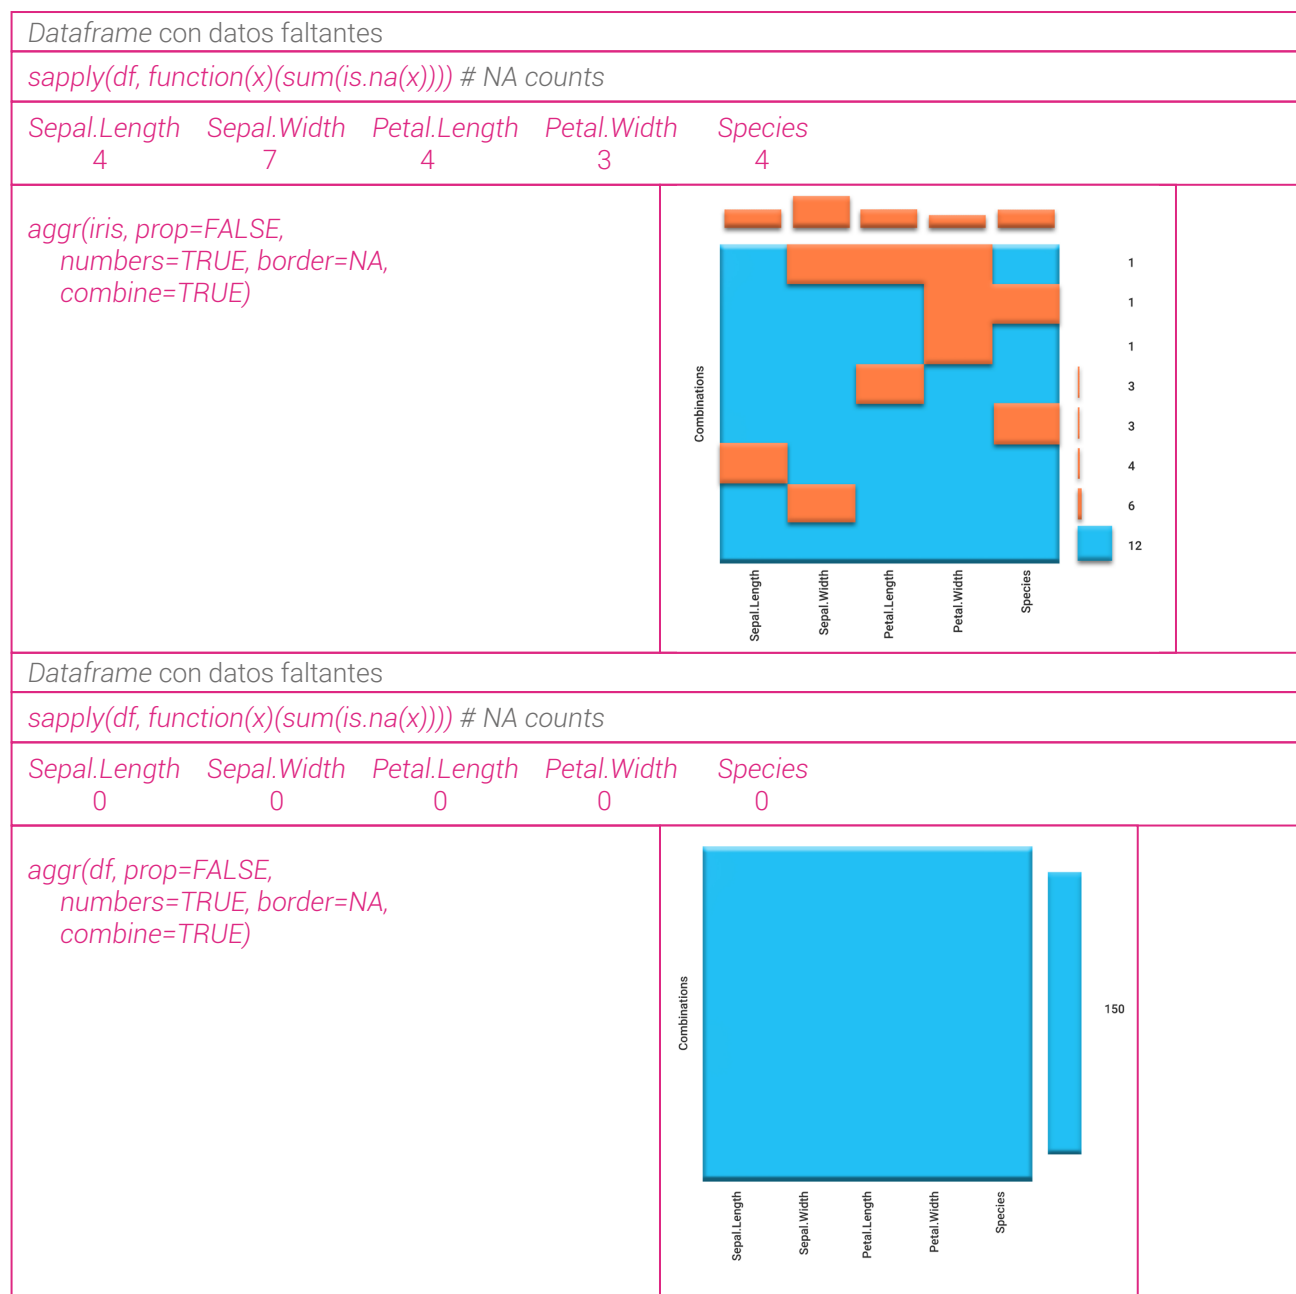 Dataframe con datos faltantes
sapply(df, function(x)(sum(is.na(x)))) # NA counts
Sepal.Length Sepal.Width Petal.Length Petal.Width Species
4 7 4 3 4
aggr(iris, prop=FALSE,
numbers=TRUE, border=NA,
combine=TRUE)
Combinations
1
1
1
3
3
4
6
12
Sepal.Length
Sepal.Width
Petal.Length
Petal.Width
Species
Dataframe con datos faltantes
sapply(df, function(x)(sum(is.na(x)))) # NA counts
Sepal.Length Sepal.Width Petal.Length Petal.Width Species
0 0 0 0 0
aggr(df, prop=FALSE,
numbers=TRUE, border=NA,
combine=TRUE)
Combinations
150
Sepal.Length
Sepal.Width
Petal.Length
Petal.Width
Species